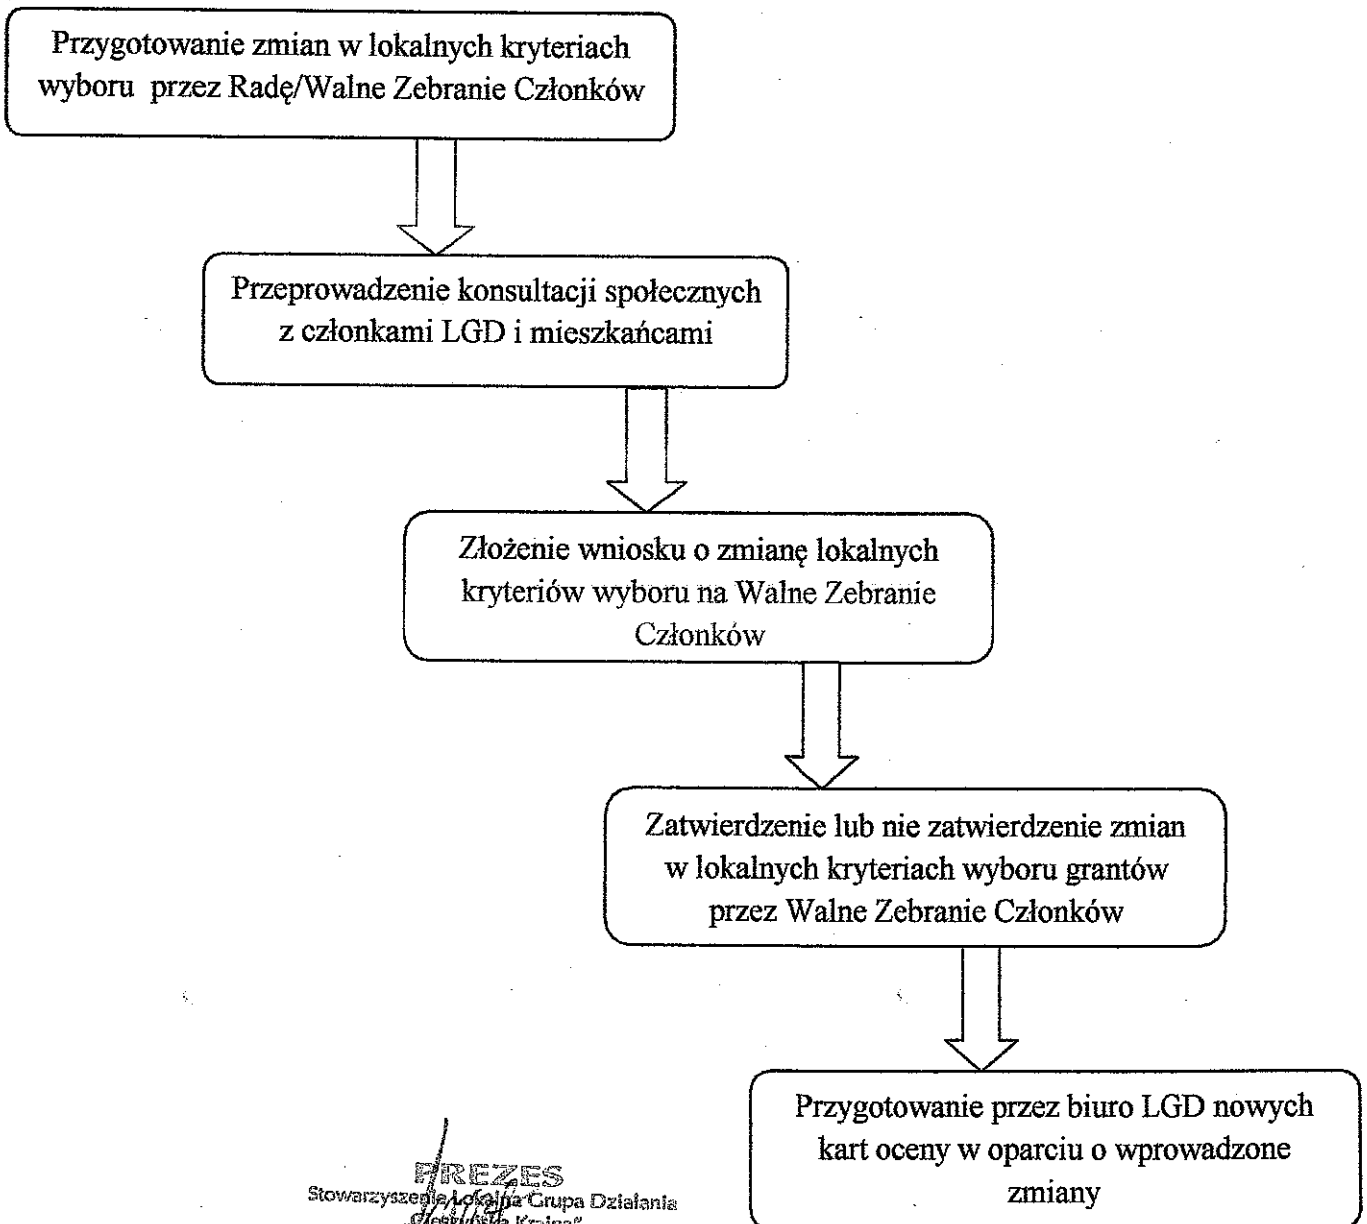 Przygotowanie zmian w lokalnych kryteriach
wyboru przez Radę/Walne Zebranie Członków
Przeprowadzenie konsultacji społecznych
z członkami LGD i mieszkańcami
Złożenie wniosku o zmianę lokalnych
kryteriów wyboru na Walne Zebranie
Członków
Zatwierdzenie lub nie zatwierdzenie zmian
w lokalnych kryteriach wyboru grantów
przez Walne Zebranie Członków
Przygotowanie przez biuro LGD nowych
kart oceny w oparciu o wprowadzone
zmiany
PREZES
Stowarzyszenie Lokalna Grupa Działania
Kraina"